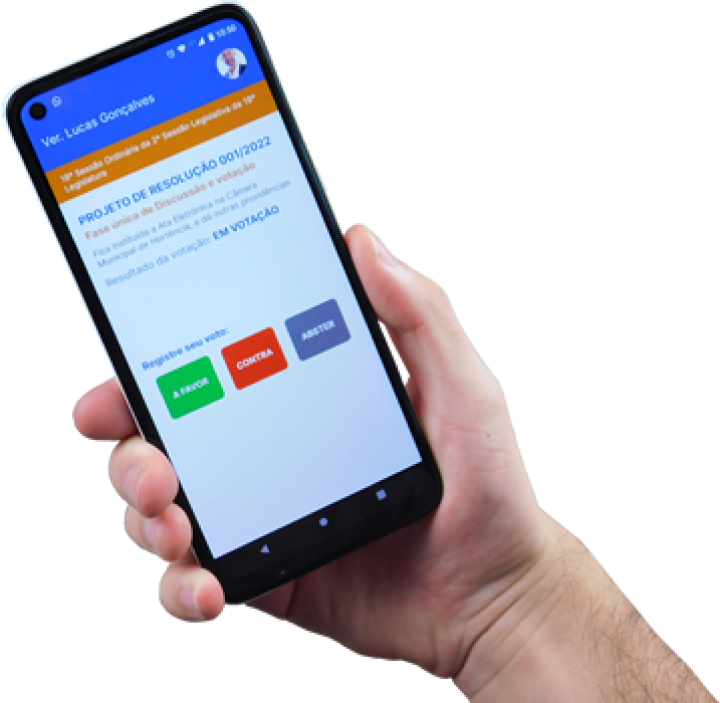 10:50
Ver. Lucas Gonçalves
18ª Sessão Ordinária da 2ª Sessão Legislativa da 19ª
Legislatura
PROJETO DE RESOLUÇÃO 001/2022
Fase única de Discussão e votação
Fica instituída a Ata Eletrônica na Câmara
Municipal de Hortência, e dá outras providências
Resultado da votação: EM VOTAÇÃO
Registre seu voto:
A FAVOR
CONTRA
ABSTER